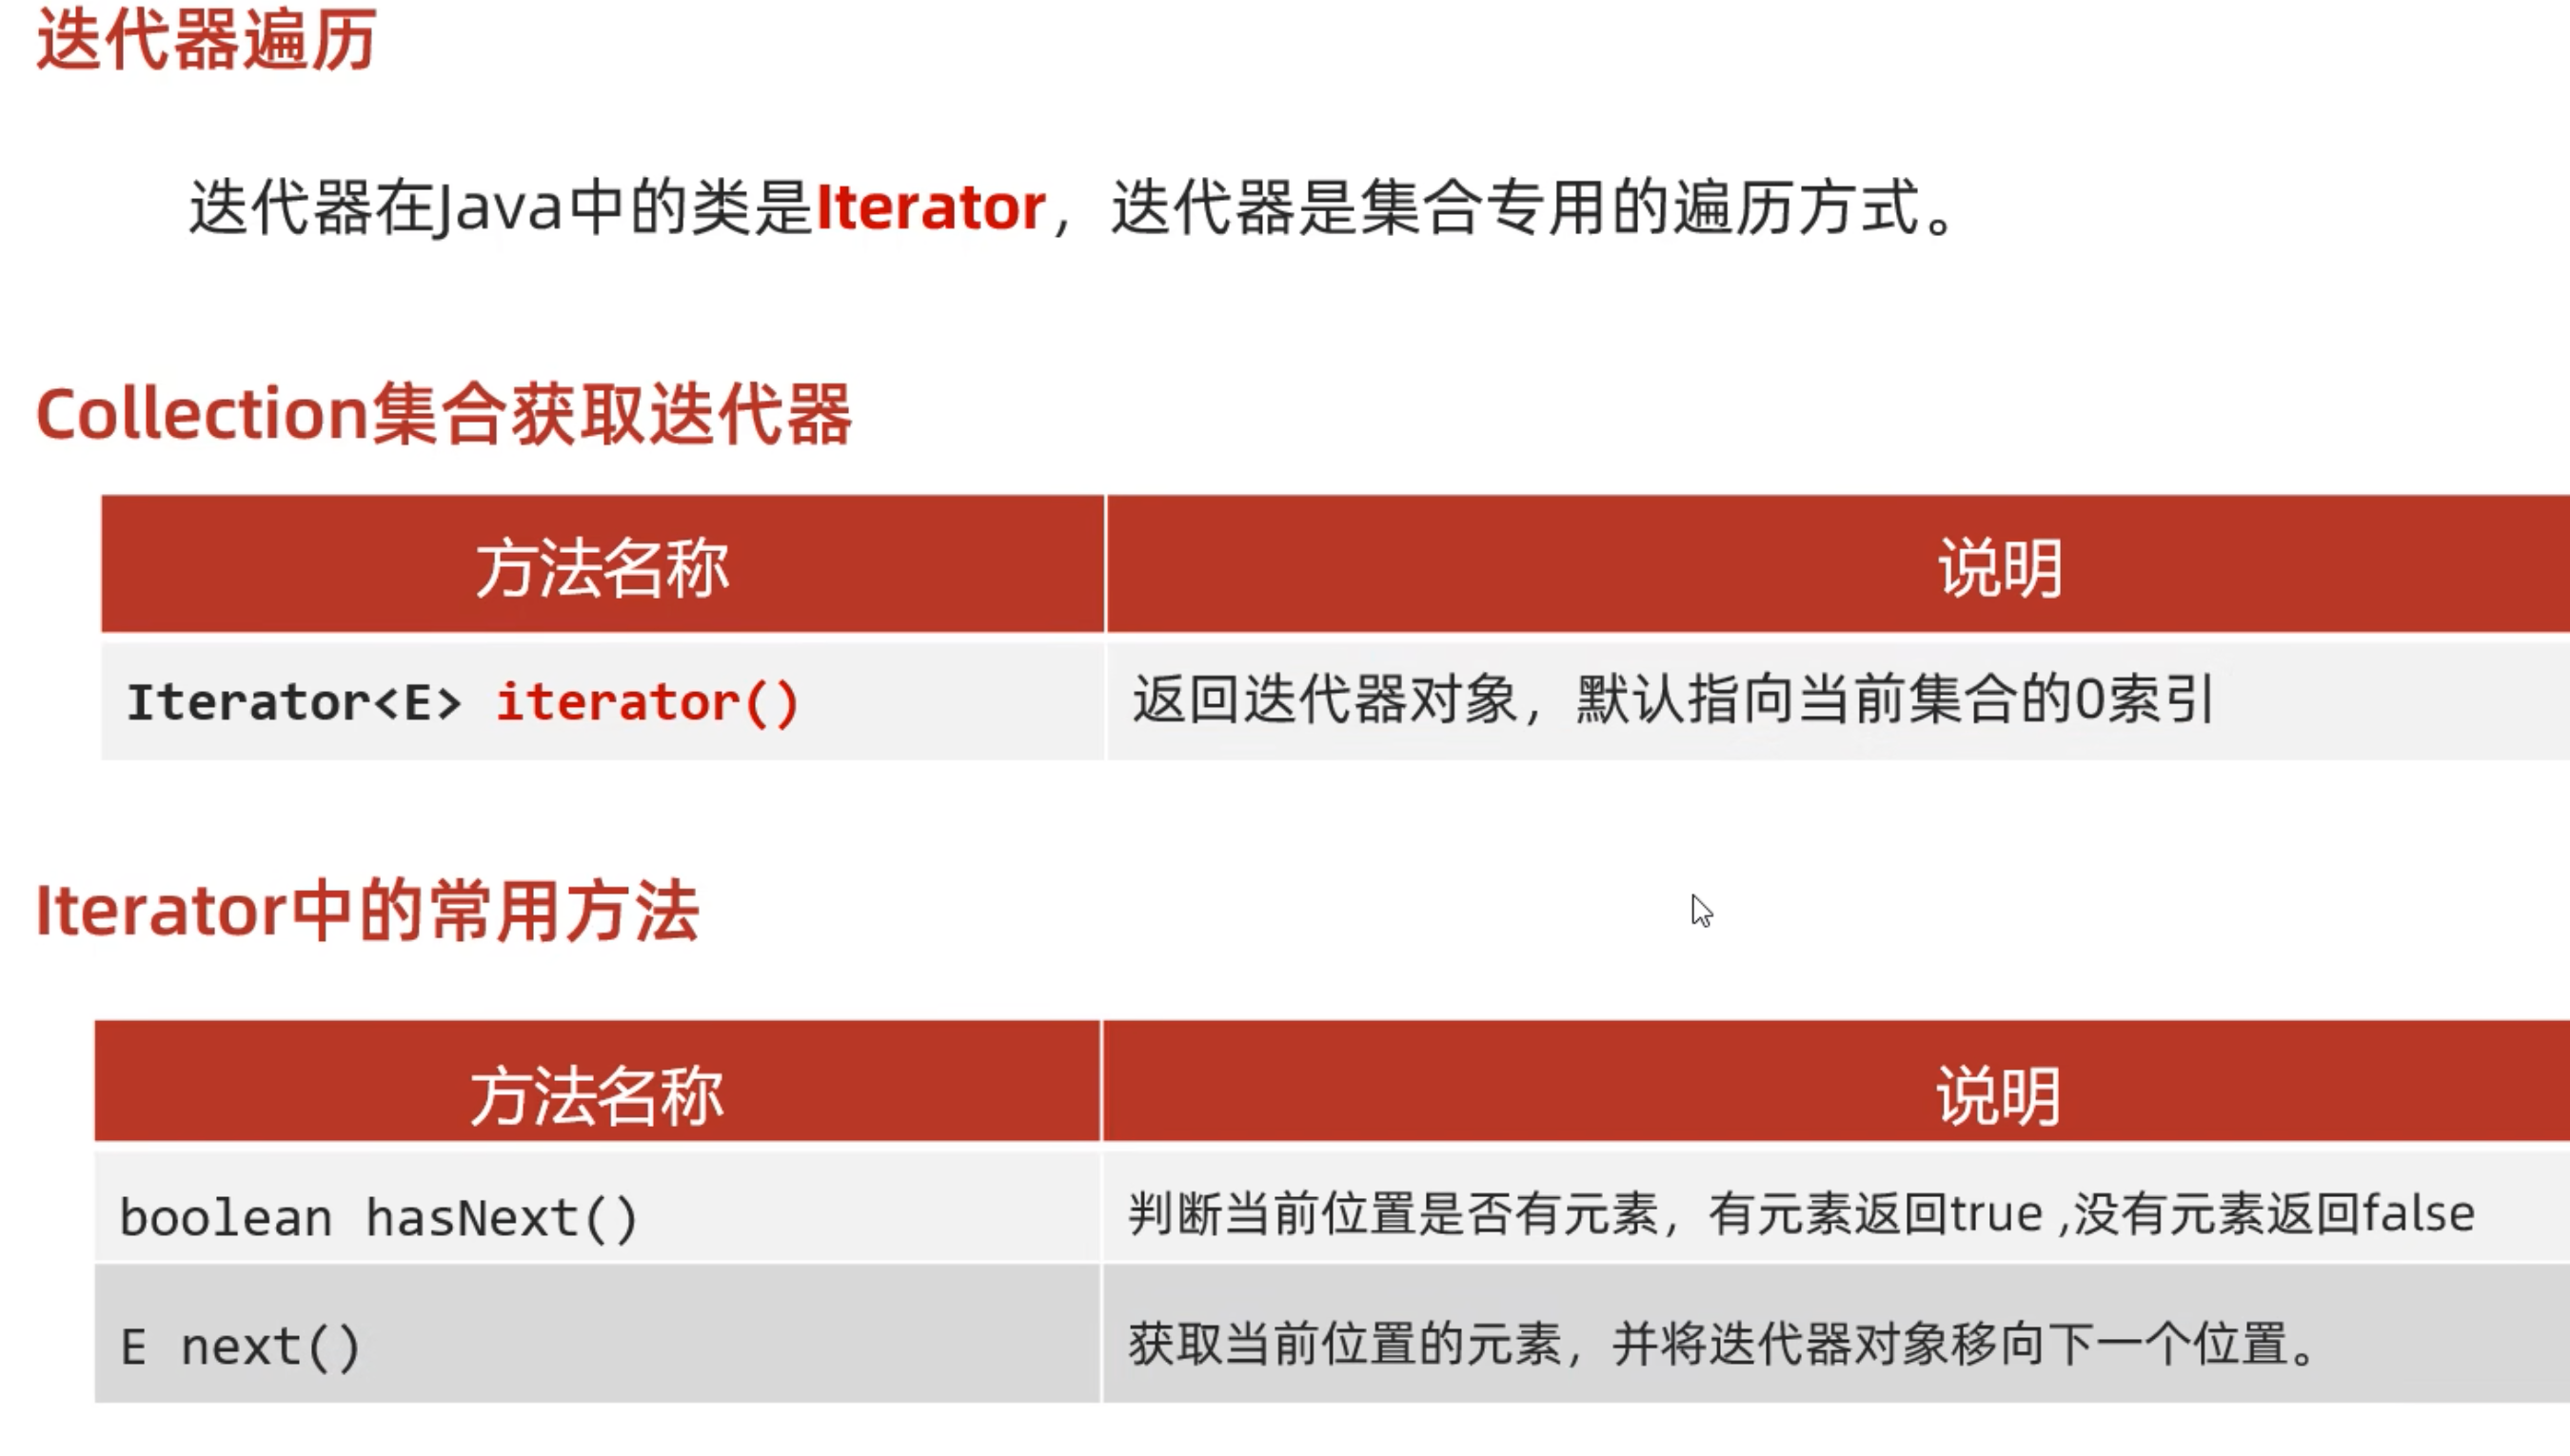 迭代器遍历
迭代器在Java中的类是Iterator，迭代器是集合专用的遍历方式。
Collection集合获取迭代器
方法名称 说明
Iterator<E> iterator() 返回迭代器对象，默认指向当前集合的0索引
Iterator中的常用方法
方法名称 说明
boolean hasNext() 判断当前位置是否有元素，有元素返回true ,没有元素返回false
E next() 获取当前位置的元素，并将迭代器对象移向下一个位置。